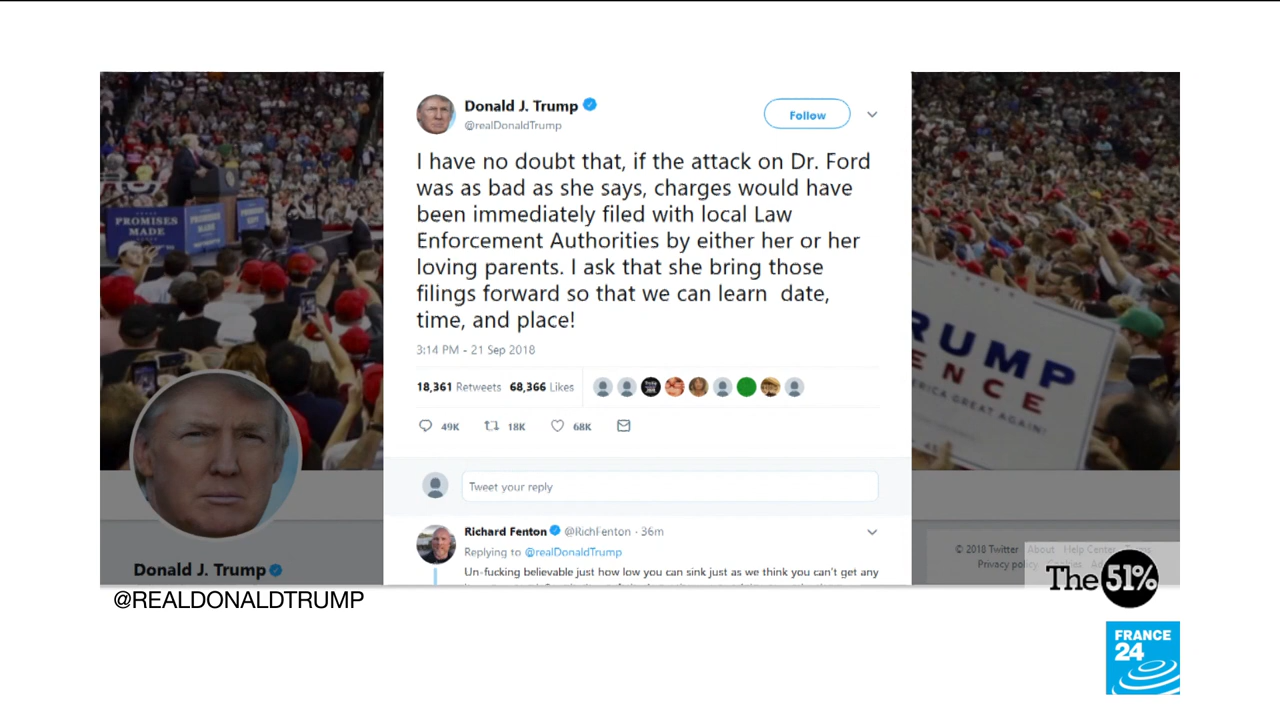 PROMISES
MADE
PROMISES
MADE
Donald J. Trump
@realDonaldTrump
Follow
I have no doubt that, if the attack on Dr. Ford
was as bad as she says, charges would have
been immediately filed with local Law
Enforcement Authorities by either her or her
loving parents. I ask that she bring those
filings forward so that we can learn date,
time, and place!
3:14 PM - 21 Sep 2018
18,361 Retweets 68,366 Likes
49K 18K 68K
Tweet your reply
Richard Fenton @RichFenton · 36m
Replying to @realDonaldTrump
Un-fucking believable just how low you can sink just as we think you can't get any
RUMP
ENCE
ERICA GREAT AGAIN!
Donald J. Trump
© 2018 Twitter About Help Center Terms
Privacy policy
@REALDONALDTRUMP
The 51%
FRANCE
24